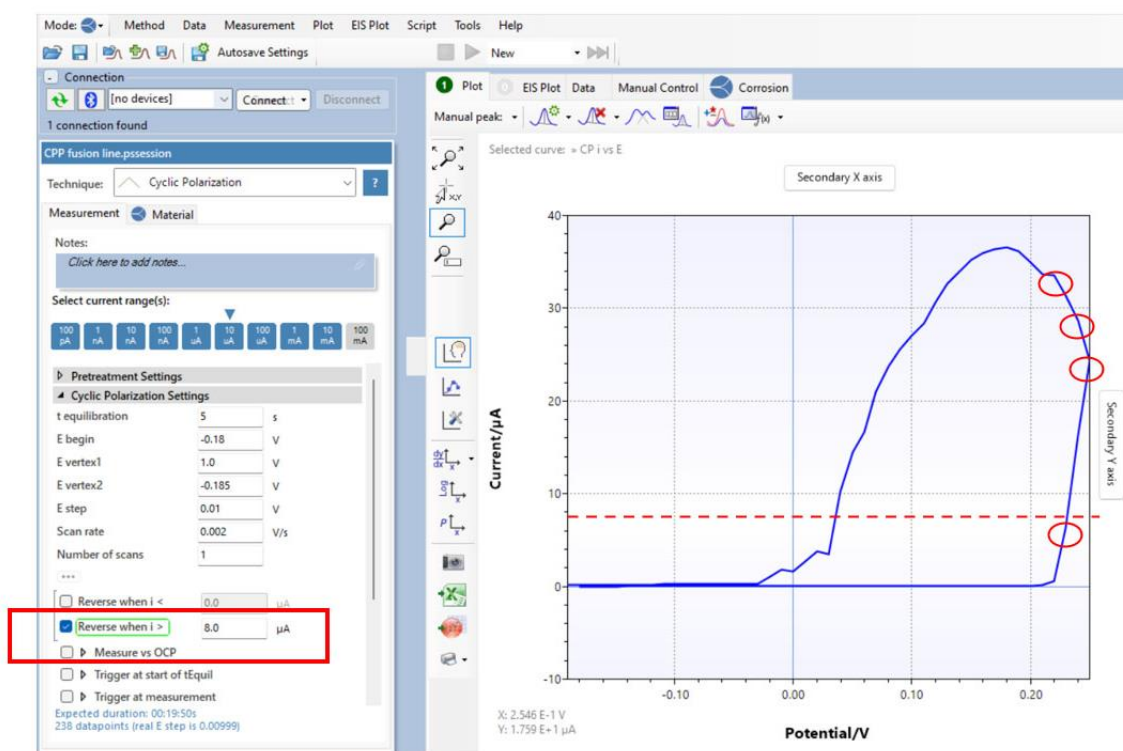 Mode: Method Data Measurement Plot EIS Plot Script Tools Help
Autosave Settings New
Connection
[no devices] Connect Disconnect
1 connection found
CPP fusion line.pssession
Technique: Cyclic Polarization ?
Measurement Material
Notes:
Click here to add notes...
Select current range(s):
100 pA 1 nA 10 nA 100 nA 1 uA 10 uA 100 uA 1 mA 10 mA 100 mA
Pretreatment Settings
Cyclic Polarization Settings
t equilibration 5 s
E begin -0.18 V
E vertex1 1.0 V
E vertex2 -0.185 V
E step 0.01 V
Scan rate 0.002 V/s
Number of scans 1
...
Reverse when i < 0.0 µA
Reverse when i > 8.0 µA
Measure vs OCP
Trigger at start of tEquil
Trigger at measurement
Expected duration: 00:19:50s
238 datapoints (real E step is 0.00999)
1 Plot EIS Plot Data Manual Control Corrosion
Manual peak:
Selected curve: » CP i vs E
Secondary X axis
X,Y
dy/dx
Log x
P x
Current/µA
40
30
20
10
0
-10
-0.10 0.00 0.10 0.20
Secondary Y axis
X: 2.546 E-1 V
Y: 1.759 E+1 µA
Potential/V